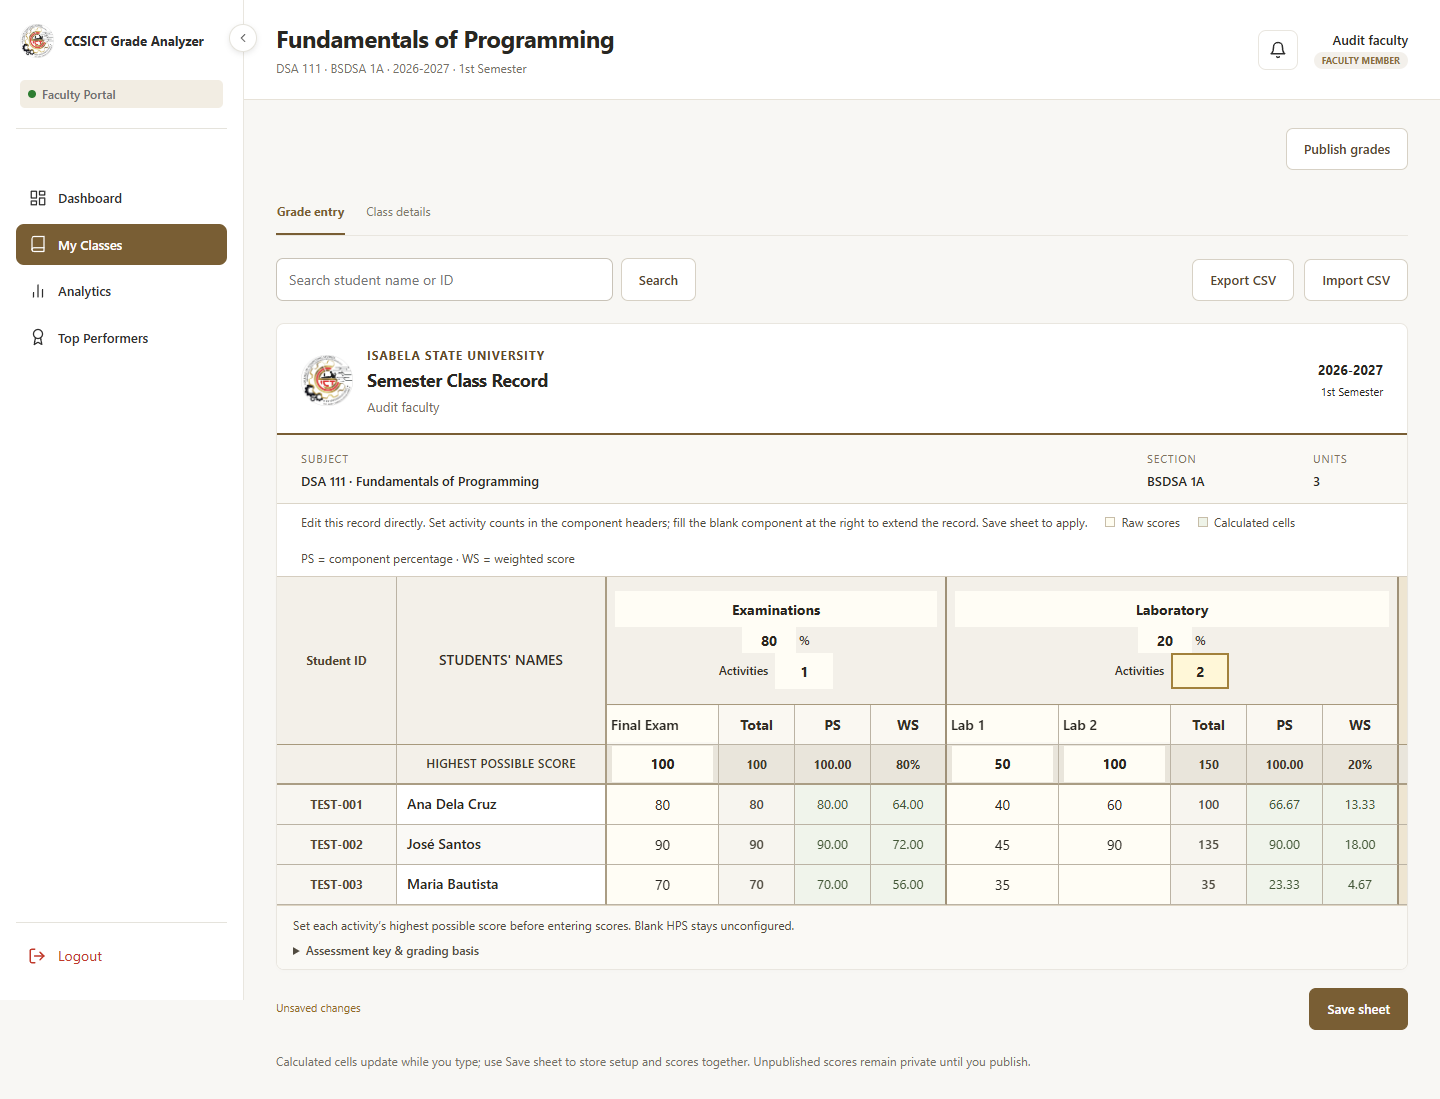 CCSICT Grade Analyzer
Faculty Portal
Dashboard
My Classes
Analytics
Top Performers
Logout
Fundamentals of Programming
DSA 111 · BSDSA 1A · 2026-2027 · 1st Semester
Audit faculty
FACULTY MEMBER
Publish grades
Grade entry Class details
Search student name or ID Search Export CSV Import CSV
ISABELA STATE UNIVERSITY
Semester Class Record
Audit faculty
2026-2027
1st Semester
SUBJECT SECTION UNITS
DSA 111 · Fundamentals of Programming BSDSA 1A 3
Edit this record directly. Set activity counts in the component headers; fill the blank component at the right to extend the record. Save sheet to apply. Raw scores Calculated cells
PS = component percentage · WS = weighted score
Student ID STUDENTS' NAMES
Examinations Laboratory
80 % 20 %
Activities 1 Activities 2
Final Exam Total PS WS Lab 1 Lab 2 Total PS WS
HIGHEST POSSIBLE SCORE 100 100 100.00 80% 50 100 150 100.00 20%
TEST-001 Ana Dela Cruz 80 80 80.00 64.00 40 60 100 66.67 13.33
TEST-002 José Santos 90 90 90.00 72.00 45 90 135 90.00 18.00
TEST-003 Maria Bautista 70 70 70.00 56.00 35 35 23.33 4.67
Set each activity's highest possible score before entering scores. Blank HPS stays unconfigured.
Assessment key & grading basis
Unsaved changes
Save sheet
Calculated cells update while you type; use Save sheet to store setup and scores together. Unpublished scores remain private until you publish.